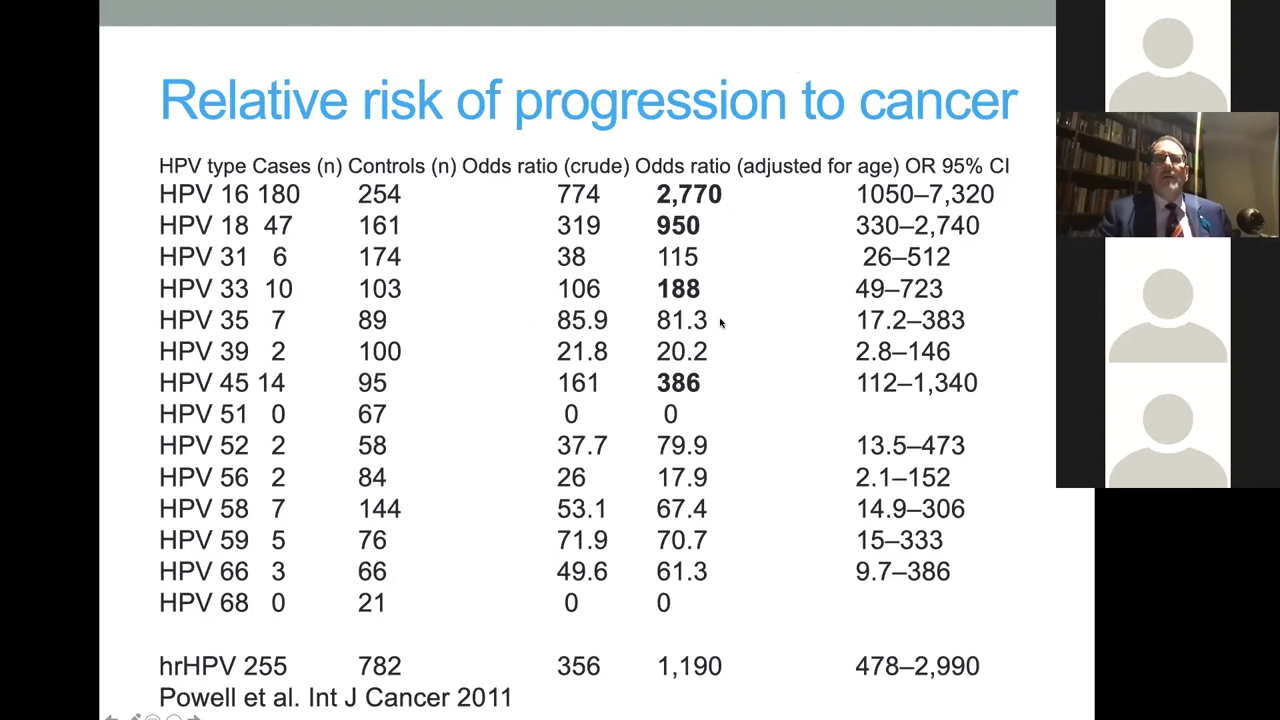 Relative risk of progression to cancer
HPV type Cases (n) Controls (n) Odds ratio (crude) Odds ratio (adjusted for age) OR 95% CI
HPV 16 180 254 774 2,770 1050–7,320
HPV 18 47 161 319 950 330–2,740
HPV 31 6 174 38 115 26–512
HPV 33 10 103 106 188 49–723
HPV 35 7 89 85.9 81.3 17.2–383
HPV 39 2 100 21.8 20.2 2.8–146
HPV 45 14 95 161 386 112–1,340
HPV 51 0 67 0 0
HPV 52 2 58 37.7 79.9 13.5–473
HPV 56 2 84 26 17.9 2.1–152
HPV 58 7 144 53.1 67.4 14.9–306
HPV 59 5 76 71.9 70.7 15–333
HPV 66 3 66 49.6 61.3 9.7–386
HPV 68 0 21 0 0
hrHPV 255 782 356 1,190 478–2,990
Powell et al. Int J Cancer 2011